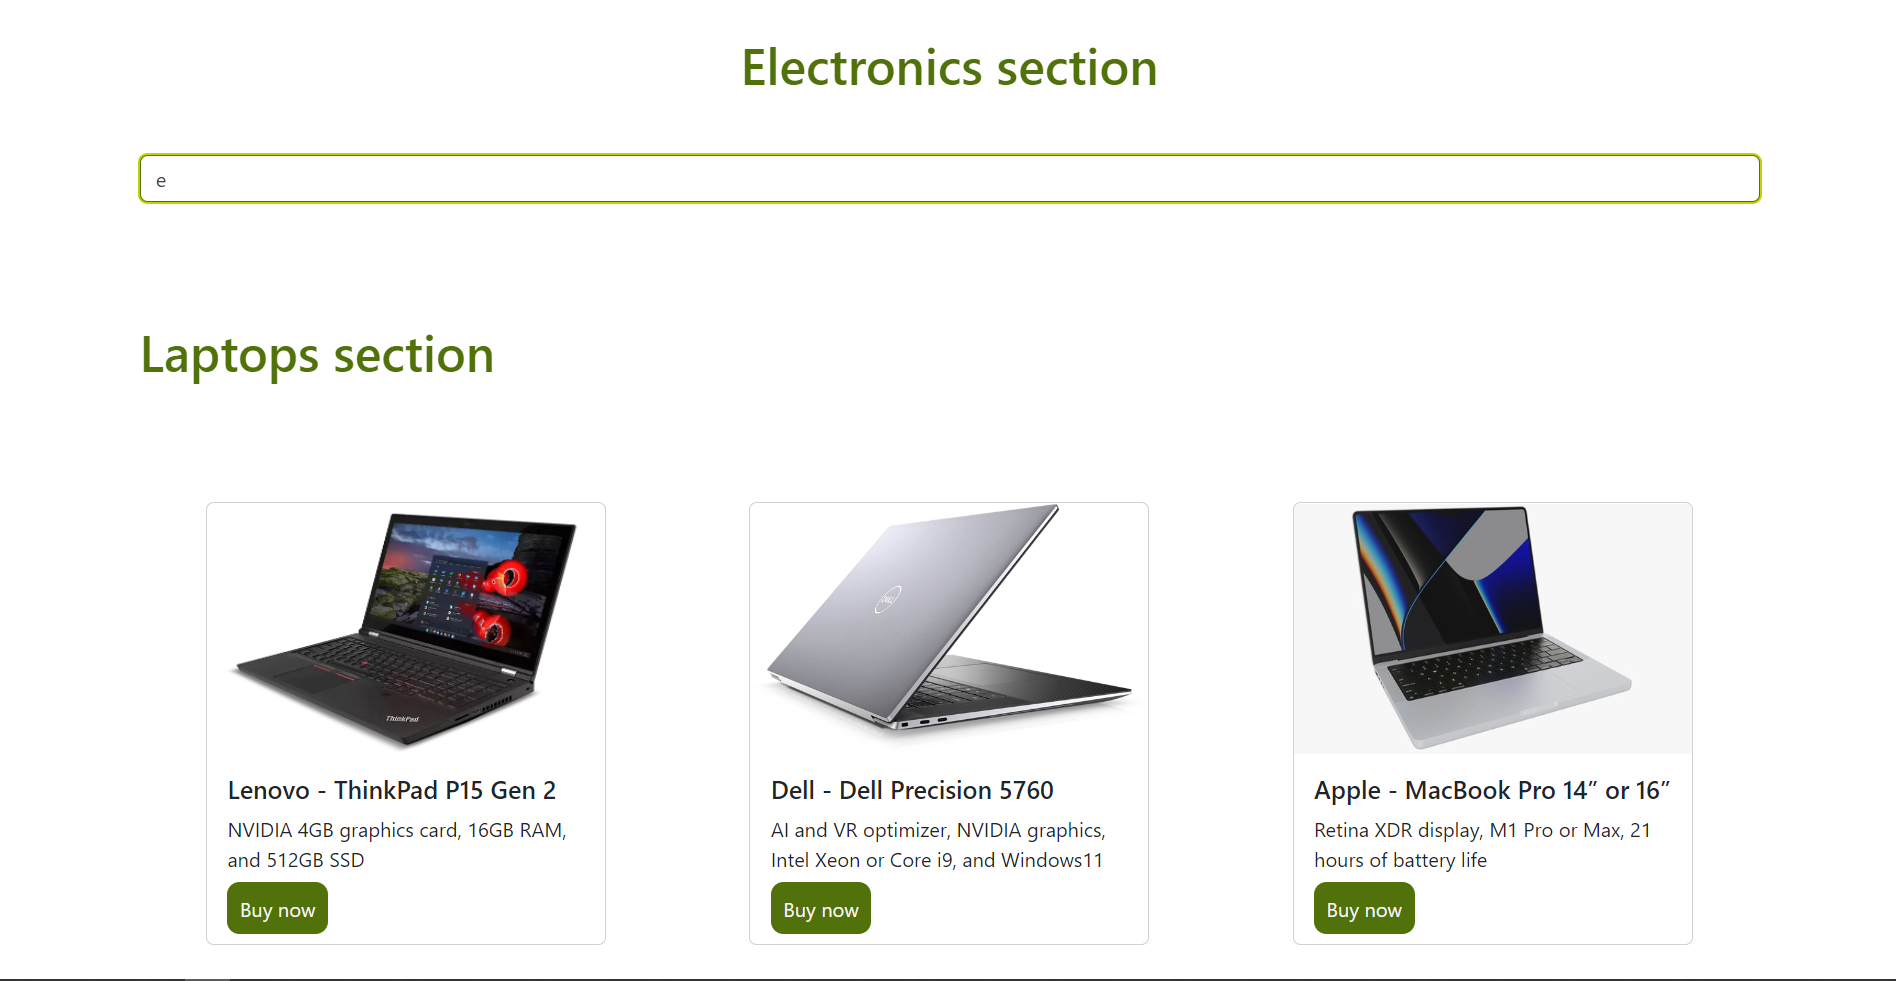 Electronics section
e
Laptops section
DELL
ThinkPad
Lenovo - ThinkPad P15 Gen 2
NVIDIA 4GB graphics card, 16GB RAM,
and 512GB SSD
Buy now
Dell - Dell Precision 5760
AI and VR optimizer, NVIDIA graphics,
Intel Xeon or Core i9, and Windows11
Buy now
Apple - MacBook Pro 14” or 16”
Retina XDR display, M1 Pro or Max, 21
hours of battery life
Buy now